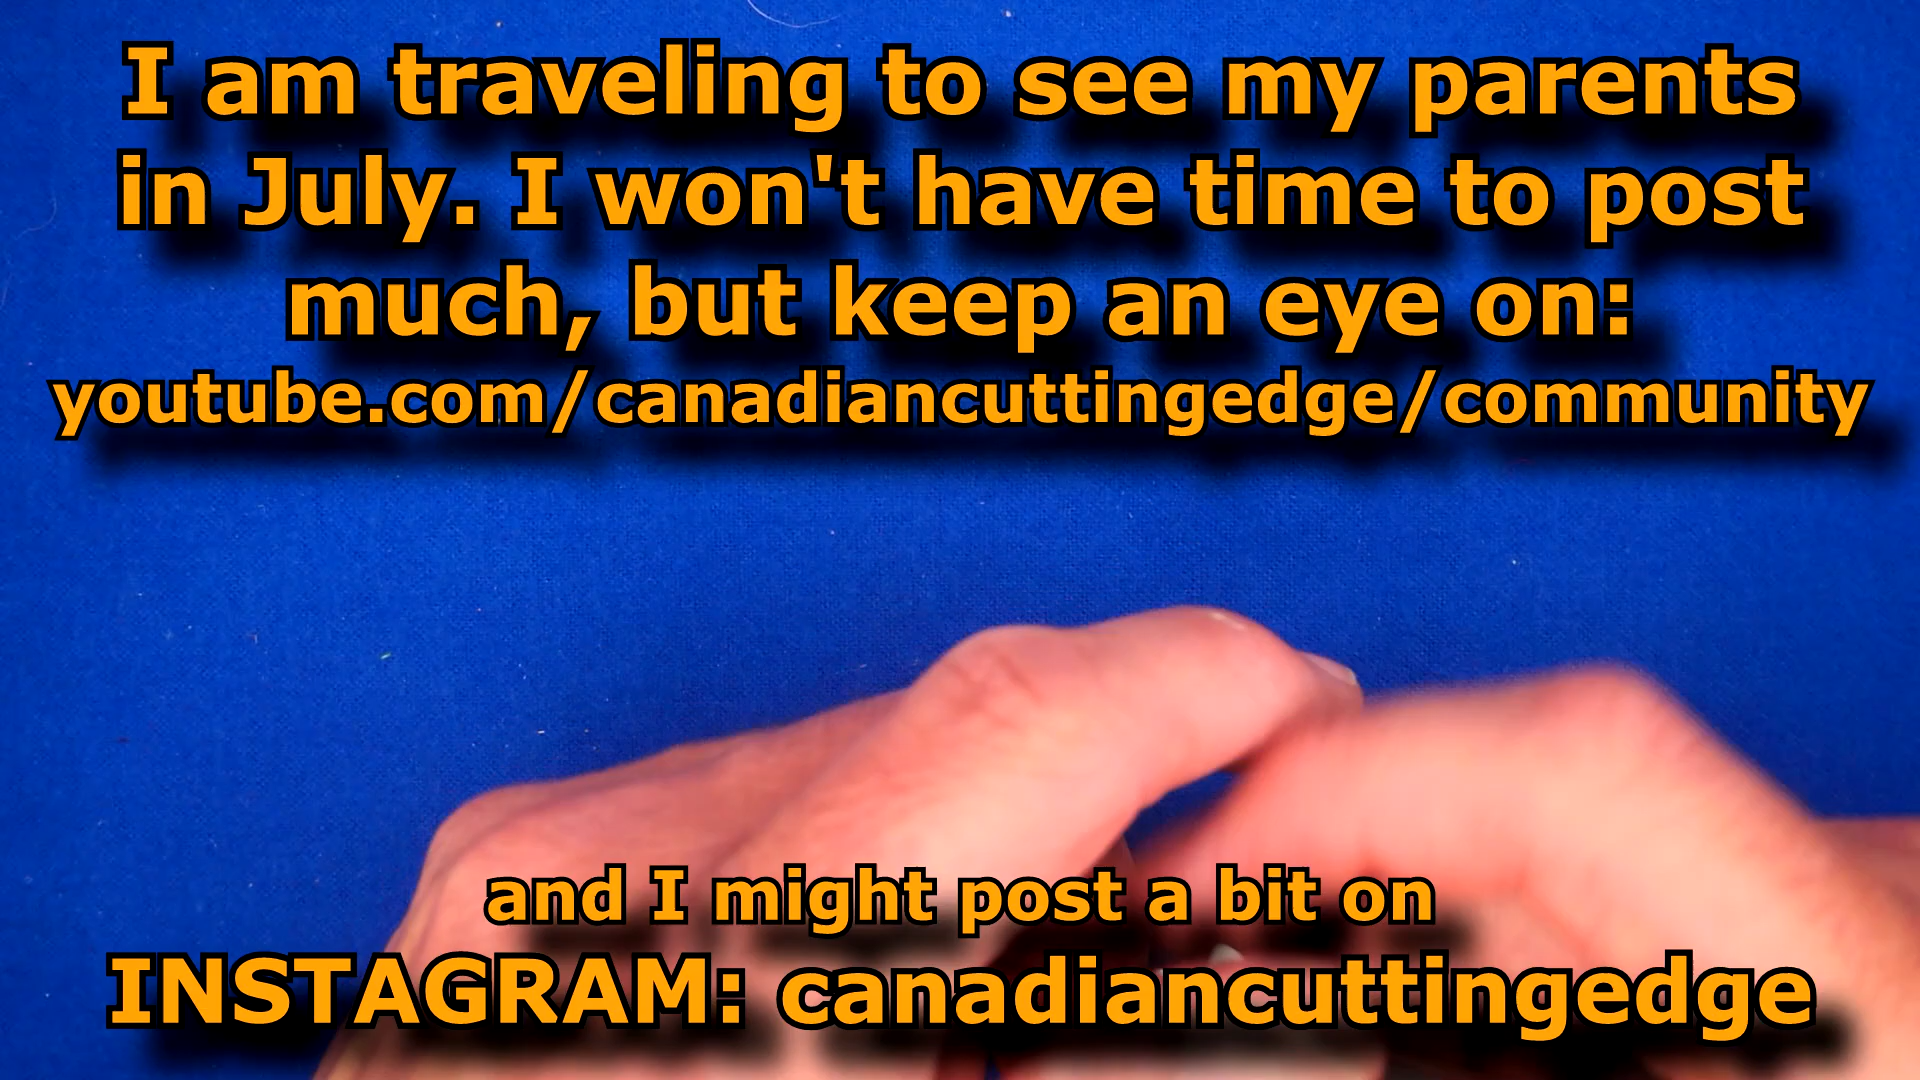 I am traveling to see my parents
in July. I won't have time to post
much, but keep an eye on:
youtube.com/canadiancuttingedge/community
and I might post a bit on
INSTAGRAM: canadiancuttingedge